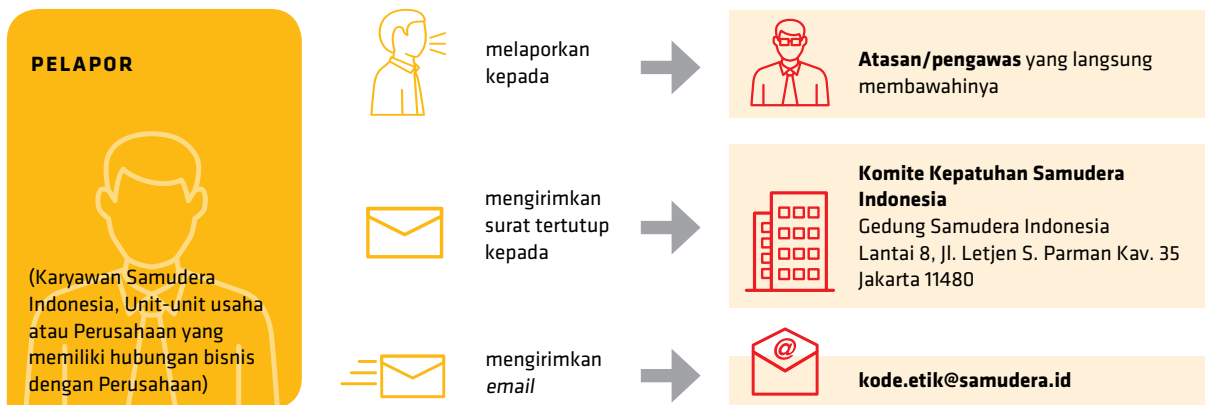 PELAPOR
(Karyawan Samudera
Indonesia, Unit-unit usaha
atau Perusahaan yang
memiliki hubungan bisnis
dengan Perusahaan)
melaporkan
kepada
Atasan/pengawas yang langsung
membawahinya
mengirimkan
surat tertutup
kepada
Komite Kepatuhan Samudera
Indonesia
Gedung Samudera Indonesia
Lantai 8, Jl. Letjen S. Parman Kav. 35
Jakarta 11480
mengirimkan
email
@
kode.etik@samudera.id